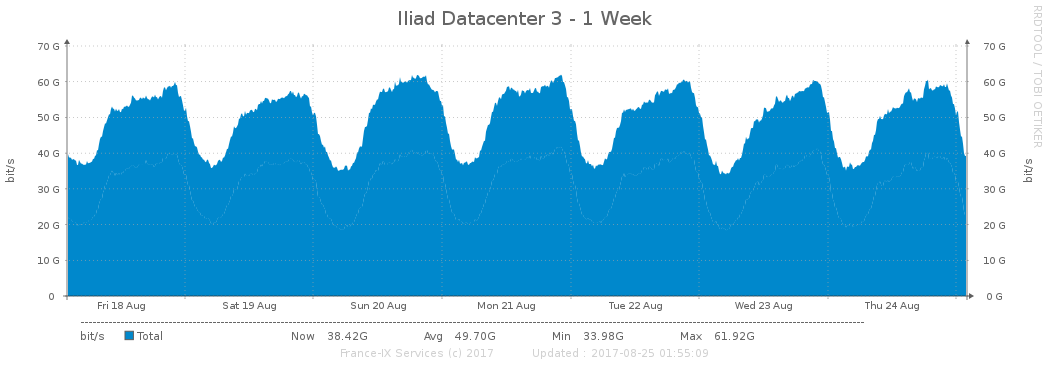 Iliad Datacenter 3 - 1 Week
RRDTOOL / TOBI OETIKER
bit/s
70 G
60 G
50 G
40 G
30 G
20 G
10 G
0
70 G
60 G
50 G
40 G
30 G
20 G
10 G
0 G
bit/s
Fri 18 Aug Sat 19 Aug Sun 20 Aug Mon 21 Aug Tue 22 Aug Wed 23 Aug Thu 24 Aug
bit/s Total Now 38.42G Avg 49.70G Min 33.98G Max 61.92G
France-IX Services (c) 2017 Updated : 2017-08-25 01:55:09